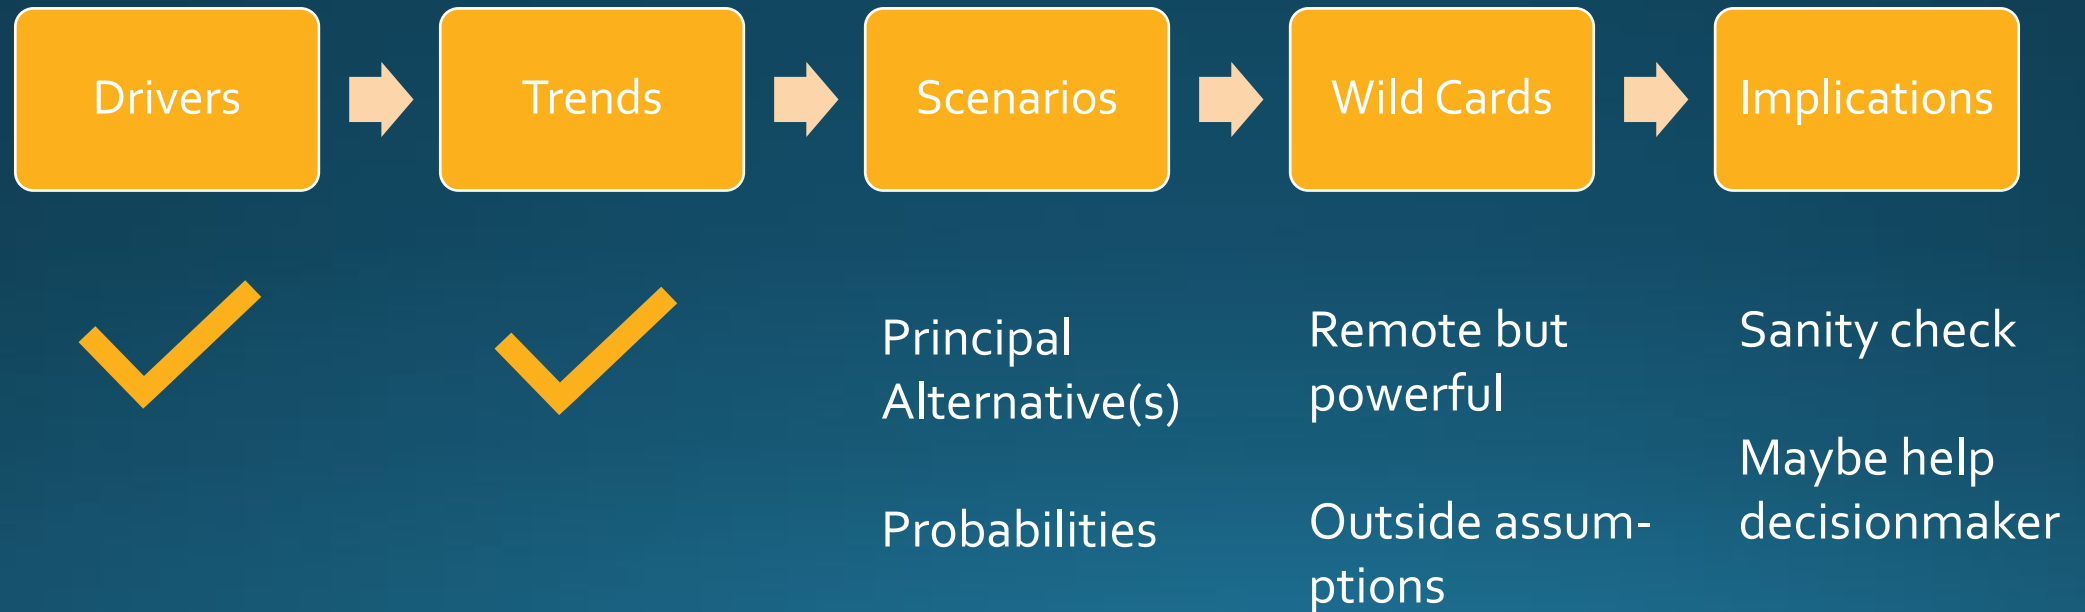 Drivers
Trends
Scenarios
Wild Cards
Implications
Principal
Alternative(s)
Probabilities
Remote but
powerful
Outside assum-
ptions
Sanity check
Maybe help
decisionmaker